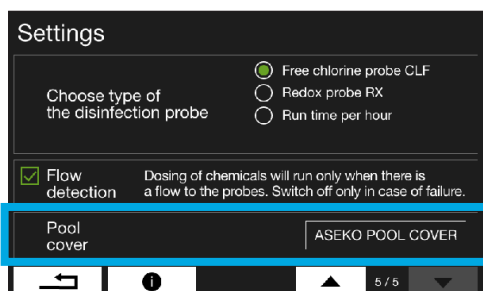 Settings
Choose type of
the disinfection probe
Free chlorine probe CLF
Redox probe RX
Run time per hour
Flow
detection
Dosing of chemicals will run only when there is
a flow to the probes. Switch off only in case of failure.
Pool
cover
ASEKO POOL COVER
i
5/5